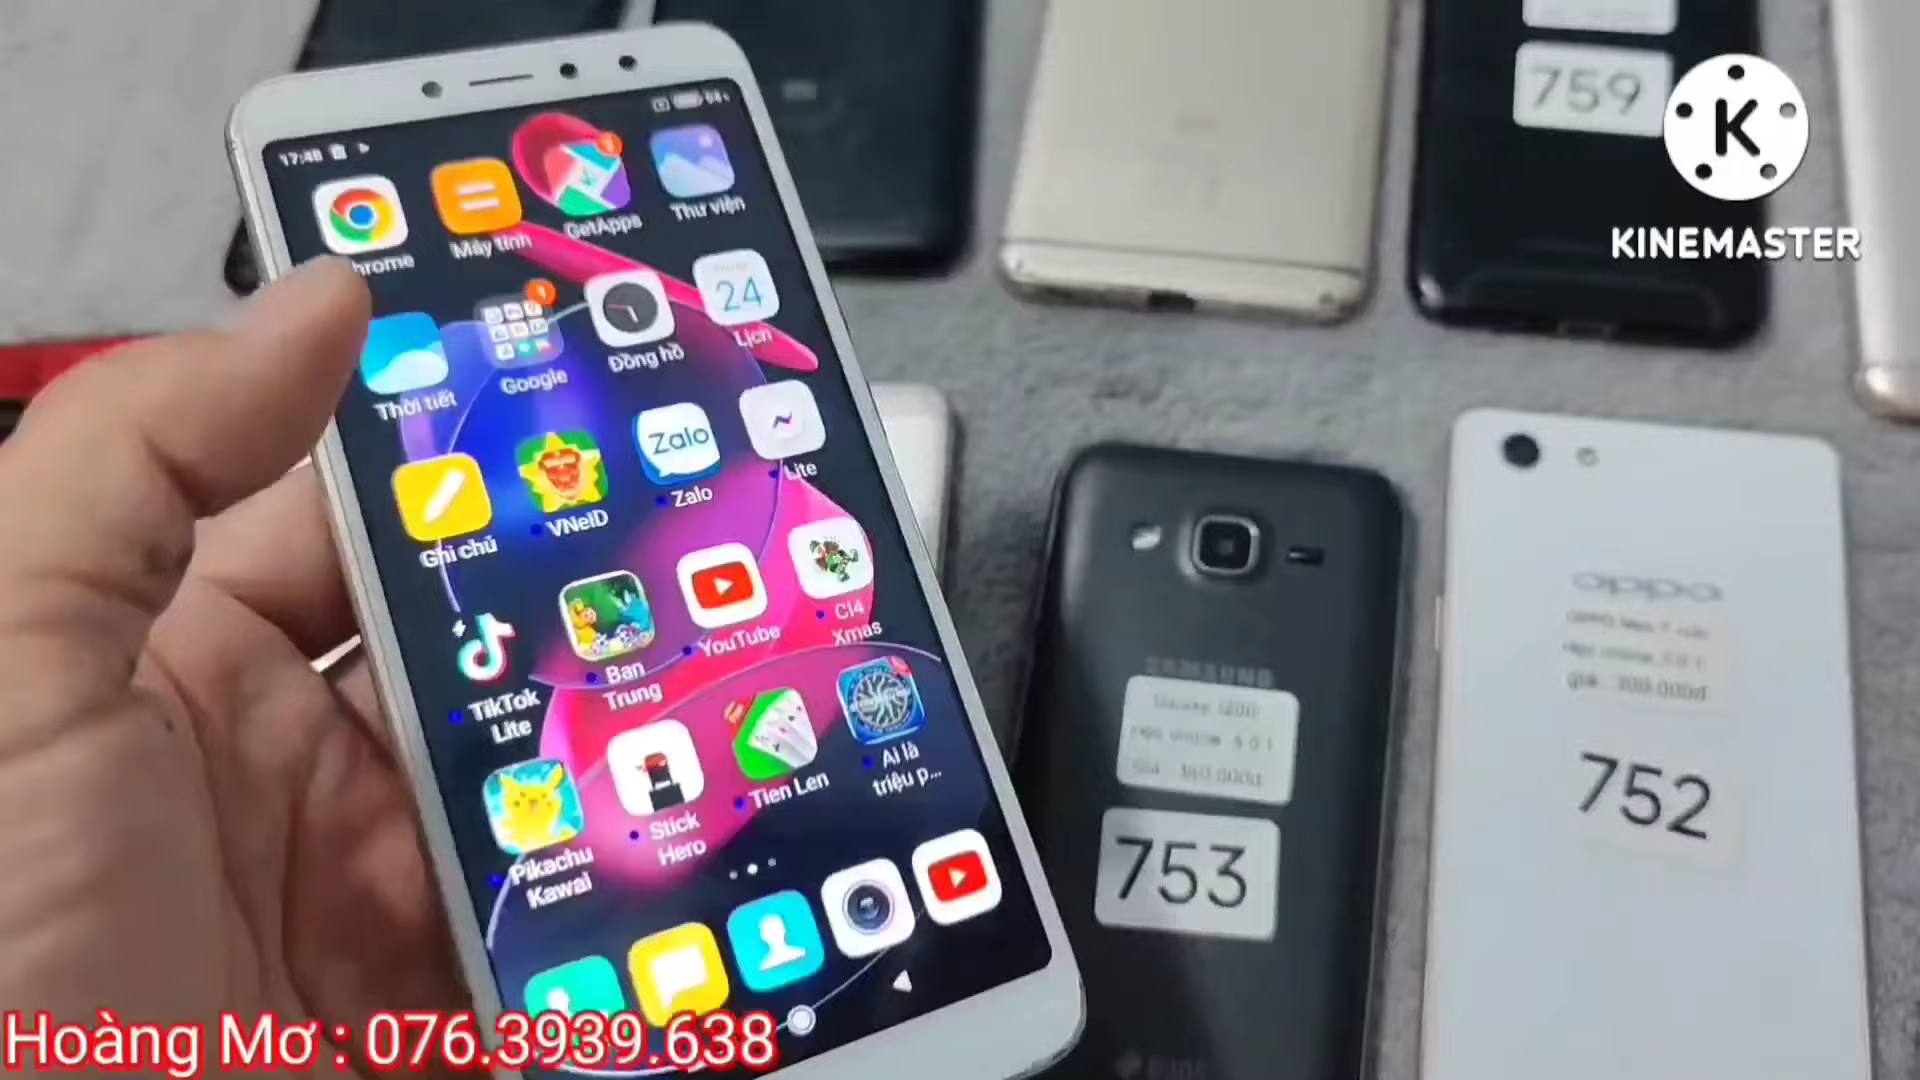 17:48
Chrome
Máy tính
GetApps
Thư viện
Thời tiết
Google
Đồng hồ
24
Lịch
Ghi chú
VNeID
Zalo
Zalo
Lite
TikTok
Lite
Ban
Trung
YouTube
CI4
Xmas
Pikachu
Kawai
Stick
Hero
Tien Len
Ai là
triệu p...
759
K
KINEMASTER
SAMSUNG
753
oppo
752
Hoàng Mơ : 076.3939.638